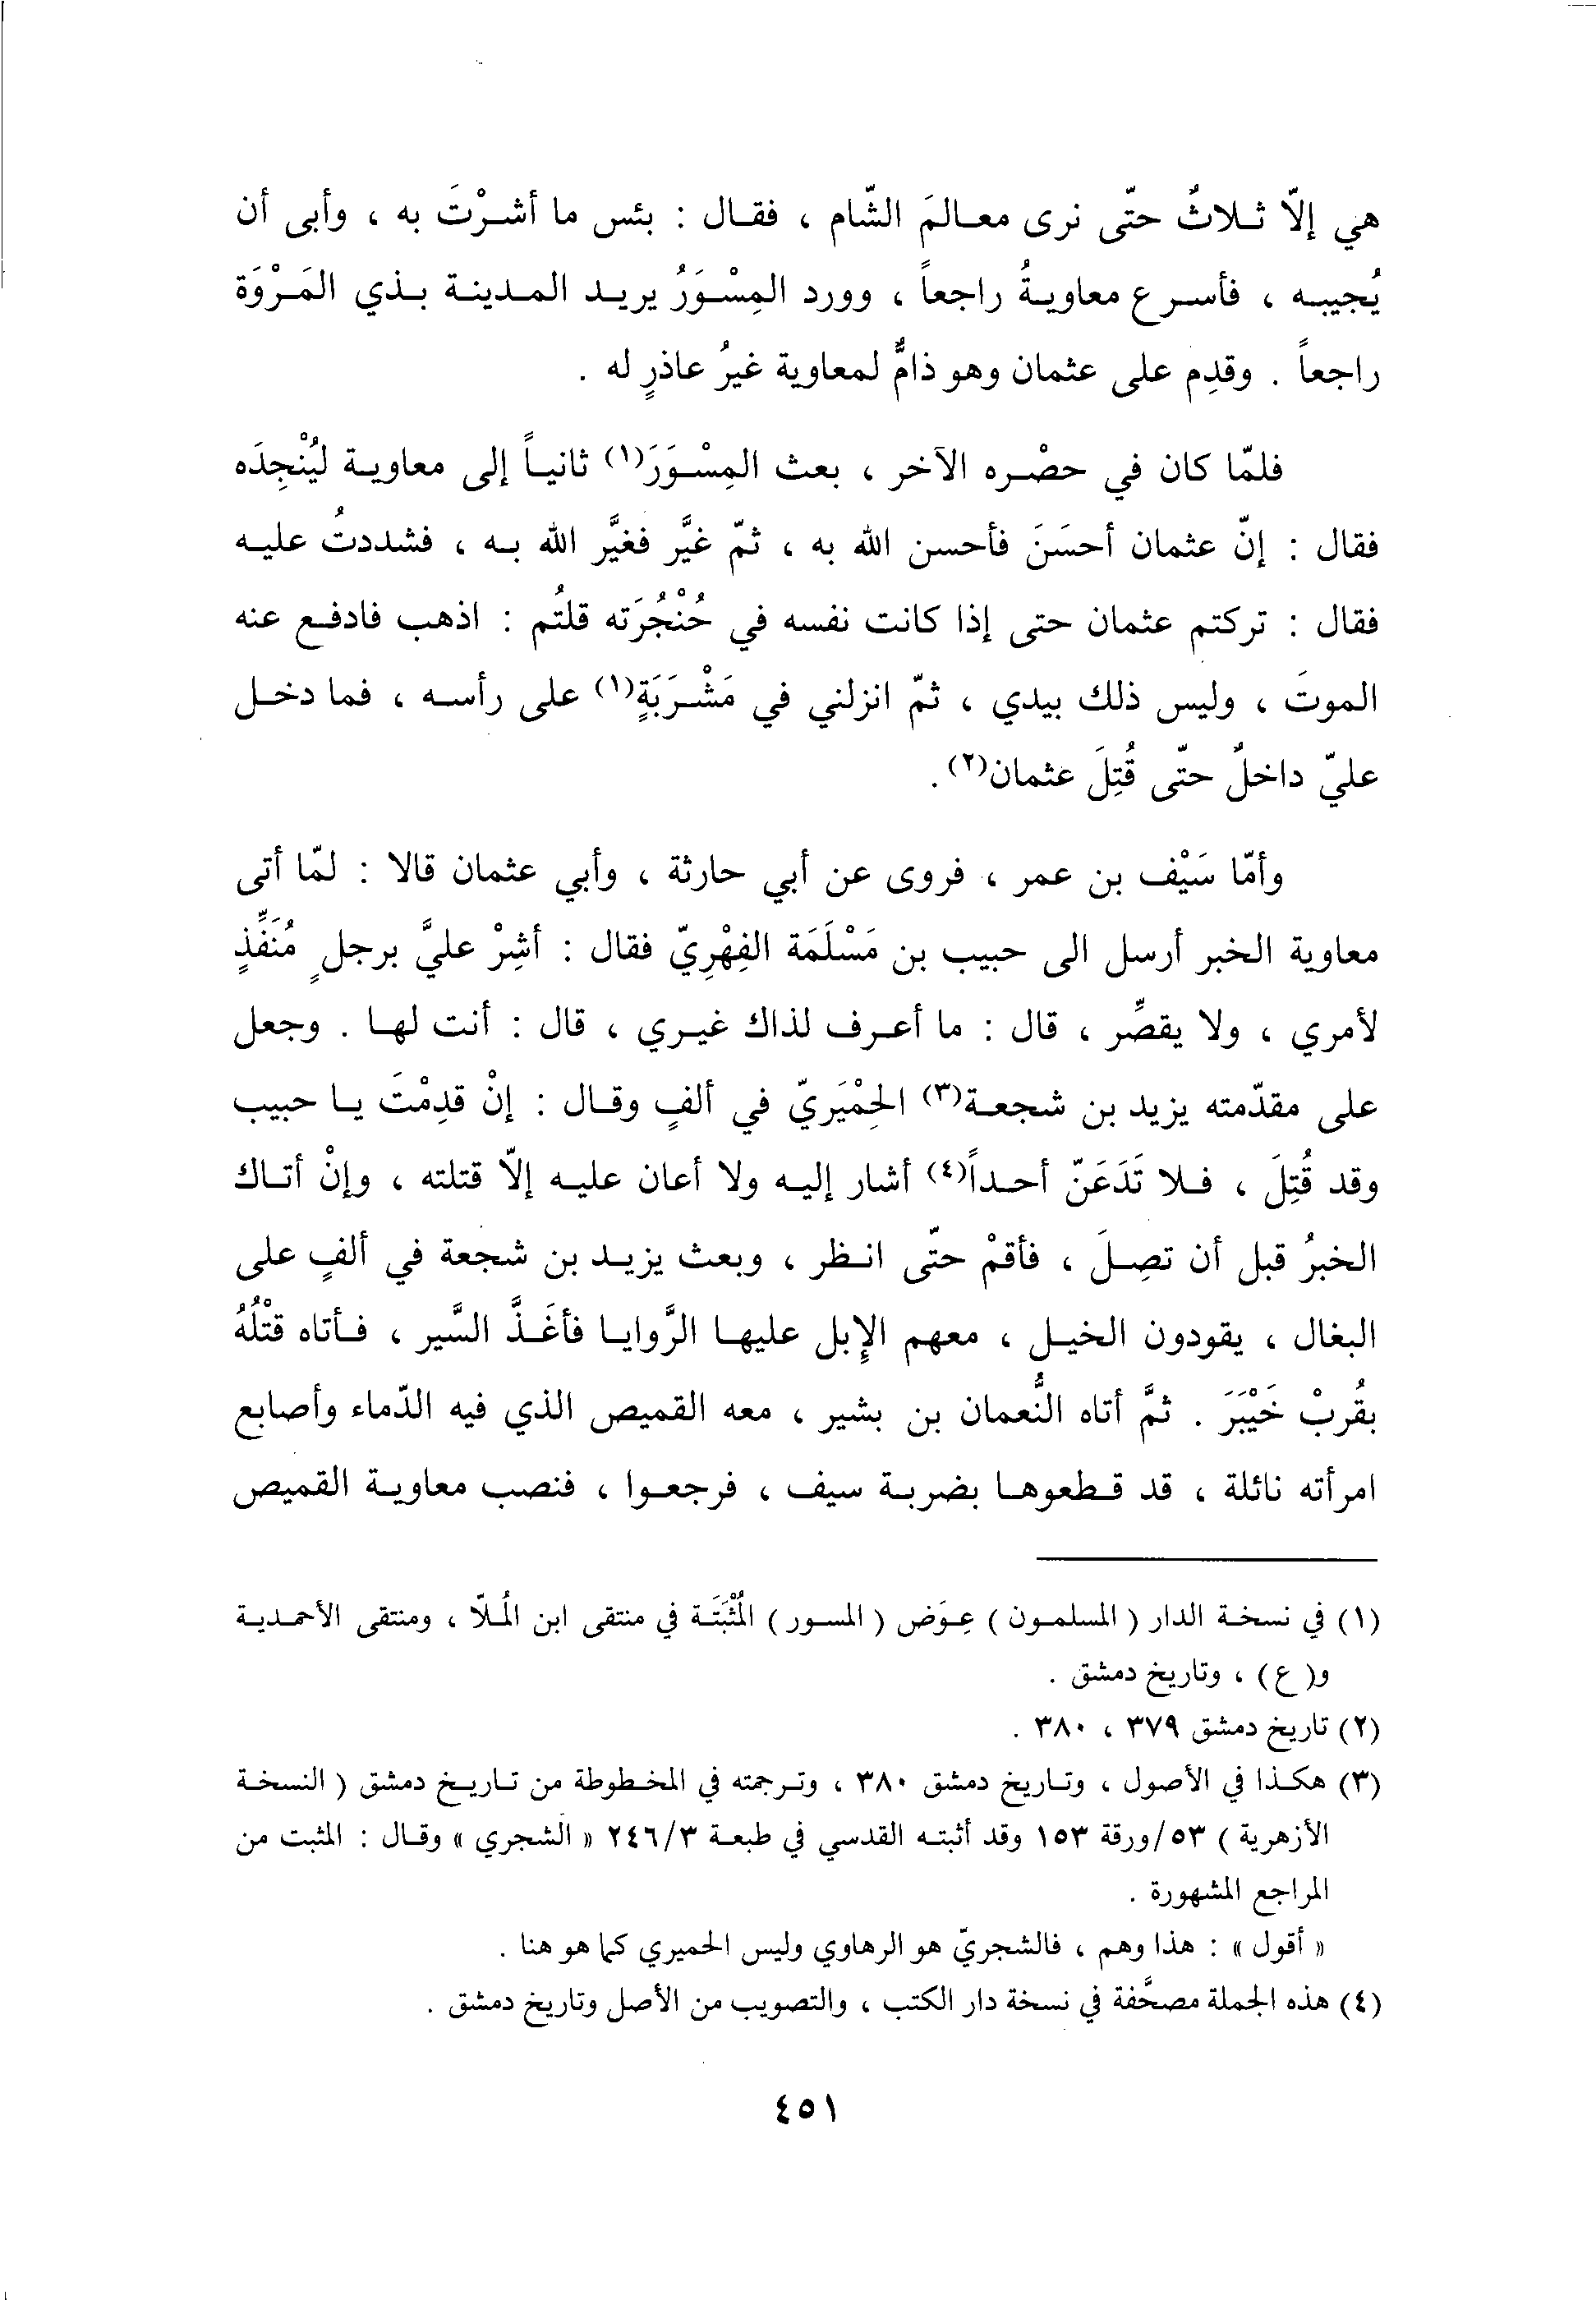 هي إلّا ثلاثٌ حتّى نرى معالمَ الشّام ، فقال : بئس ما أشرْتَ به ، وأبى أن
يُجيبه ، فأسرع معاويةُ راجعاً ، وورد المِسْوَرُ يريد المدينة بذي المَرْوَة
راجعاً . وقدِم على عثمان وهو ذامٌّ لمعاوية غيرُ عاذرٍ له .
فلمّا كان في حصْره الآخر ، بعث المِسْوَرَ(١) ثانياً إلى معاوية ليُنْجِدَه
فقال : إنّ عثمان أحسَنَ فأحسن الله به ، ثمّ غيَّر فغيَّر الله به ، فشددتُ عليه
فقال : تركتم عثمان حتى إذا كانت نفسه في حُنْجُرَته قلتُم : اذهب فادفع عنه
الموتَ ، وليس ذلك بيدي ، ثمّ انزلني في مَشْرَبَةٍ(١) على رأسه ، فما دخل
عليّ داخلٌ حتّى قُتِلَ عثمان(٢) .
وأمّا سَيْف بن عمر ، فروى عن أبي حارثة ، وأبي عثمان قالا : لمّا أتى
معاوية الخبر أرسل الى حبيب بن مَسْلَمَة الفِهْرِيّ فقال : أشِرْ عليَّ برجلٍ مُنَفِّذٍ
لأمري ، ولا يقصِّر ، قال : ما أعرف لذاك غيري ، قال : أنت لها . وجعل
على مقدّمته يزيد بن شجعة(٣) الحِمْيَريّ في ألفٍ وقال : إنْ قدِمْتَ يا حبيب
وقد قُتِلَ ، فلا تَدَعَنّ أحداً(٤) أشار إليه ولا أعان عليه إلّا قتلته ، وإنْ أتاك
الخبرُ قبل أن تصِلَ ، فأقمْ حتّى انظر ، وبعث يزيد بن شجعة في ألفٍ على
البغال ، يقودون الخيل ، معهم الإبل عليها الرَّوايا فأغَذَّ السَّير ، فأتاه قتْلُهُ
بقُربْ خَيْبَرَ . ثمَّ أتاه النُّعمان بن بشير ، معه القميص الذي فيه الدّماء وأصابع
امرأته نائلة ، قد قطعوها بضربة سيف ، فرجعوا ، فنصب معاوية القميص
(١) في نسخة الدار ( المسلمون ) عِوَض ( المسور ) المُثْبَتَة في منتقى ابن المُلّا ، ومنتقى الأحمدية
و( ع ) ، وتاريخ دمشق .
(٢) تاريخ دمشق ٣٧٩ ، ٣٨٠ .
(٣) هكذا في الأصول ، وتاريخ دمشق ٣٨٠ ، وترجمته في المخطوطة من تاريخ دمشق ( النسخة
الأزهرية ) ٥٣/ورقة ١٥٣ وقد أثبته القدسي في طبعة ٢٤٦/٣ « الشجري » وقال : المثبت من
المراجع المشهورة .
« أقول » : هذا وهم ، فالشجريّ هو الرهاوي وليس الحميري كما هو هنا .
(٤) هذه الجملة مصحَّفة في نسخة دار الكتب ، والتصويب من الأصل وتاريخ دمشق .
٤٥١